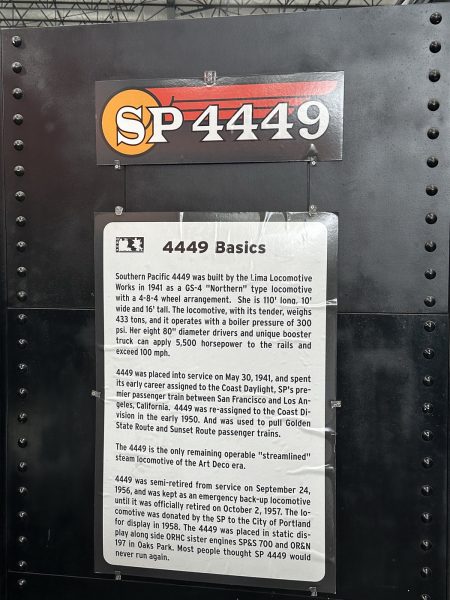 SP 4449
4449 Basics
Southern Pacific 4449 was built by the Lima Locomotive
Works in 1941 as a GS-4 "Northern" type locomotive
with a 4-8-4 wheel arrangement. She is 110' long, 10'
wide and 16' tall. The locomotive, with its tender, weighs
433 tons, and it operates with a boiler pressure of 300
psi. Her eight 80" diameter drivers and unique booster
truck can apply 5,500 horsepower to the rails and
exceed 100 mph.
4449 was placed into service on May 30, 1941, and spent
its early career assigned to the Coast Daylight, SP's pre-
mier passenger train between San Francisco and Los An-
geles, California. 4449 was re-assigned to the Coast Di-
vision in the early 1950. And was used to pull Golden
State Route and Sunset Route passenger trains.
The 4449 is the only remaining operable "streamlined"
steam locomotive of the Art Deco era.
4449 was semi-retired from service on September 24,
1956, and was kept as an emergency back-up locomotive
until it was officially retired on October 2, 1957. The lo-
comotive was donated by the SP to the City of Portland
for display in 1958. The 4449 was placed in static dis-
play along side ORHC sister engines SP&S 700 and OR&N
197 in Oaks Park. Most people thought SP 4449 would
never run again.